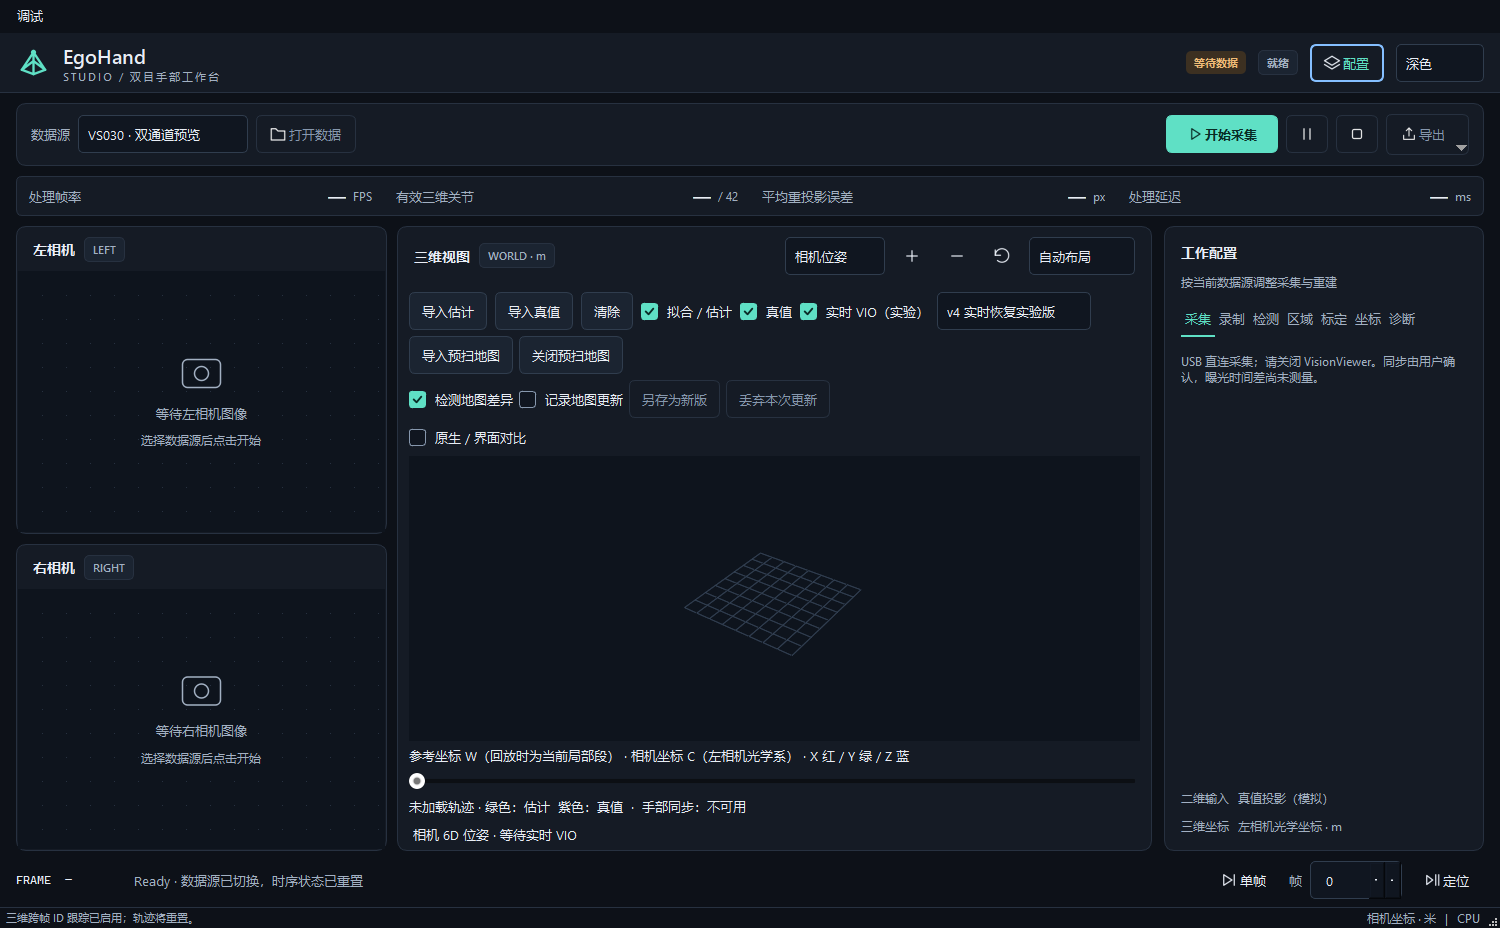 调试
EgoHand
STUDIO / 双目手部工作台
等待数据
就绪
配置
深色
数据源
VS030 · 双通道预览
打开数据
开始采集
导出
处理帧率
— FPS
有效三维关节
— / 42
平均重投影误差
— px
处理延迟
— ms
左相机
LEFT
等待左相机图像
选择数据源后点击开始
右相机
RIGHT
等待右相机图像
选择数据源后点击开始
三维视图
WORLD · m
相机位姿
自动布局
导入估计
导入真值
清除
拟合 / 估计
真值
实时 VIO（实验）
v4 实时恢复实验版
导入预扫地图
关闭预扫地图
检测地图差异
记录地图更新
另存为新版
丢弃本次更新
原生 / 界面对比
参考坐标 W（回放时为当前局部段） · 相机坐标 C（左相机光学系） · X 红 / Y 绿 / Z 蓝
未加载轨迹 · 绿色：估计 紫色：真值 · 手部同步：不可用
相机 6D 位姿 · 等待实时 VIO
工作配置
按当前数据源调整采集与重建
采集 录制 检测 区域 标定 坐标 诊断
USB 直连采集；请关闭 VisionViewer。同步由用户确
认，曝光时间差尚未测量。
二维输入 真值投影（模拟）
三维坐标 左相机光学坐标 · m
FRAME –
Ready · 数据源已切换，时序状态已重置
单帧
帧
0
定位
三维跨帧 ID 跟踪已启用；轨迹将重置。
相机坐标 · 米 | CPU